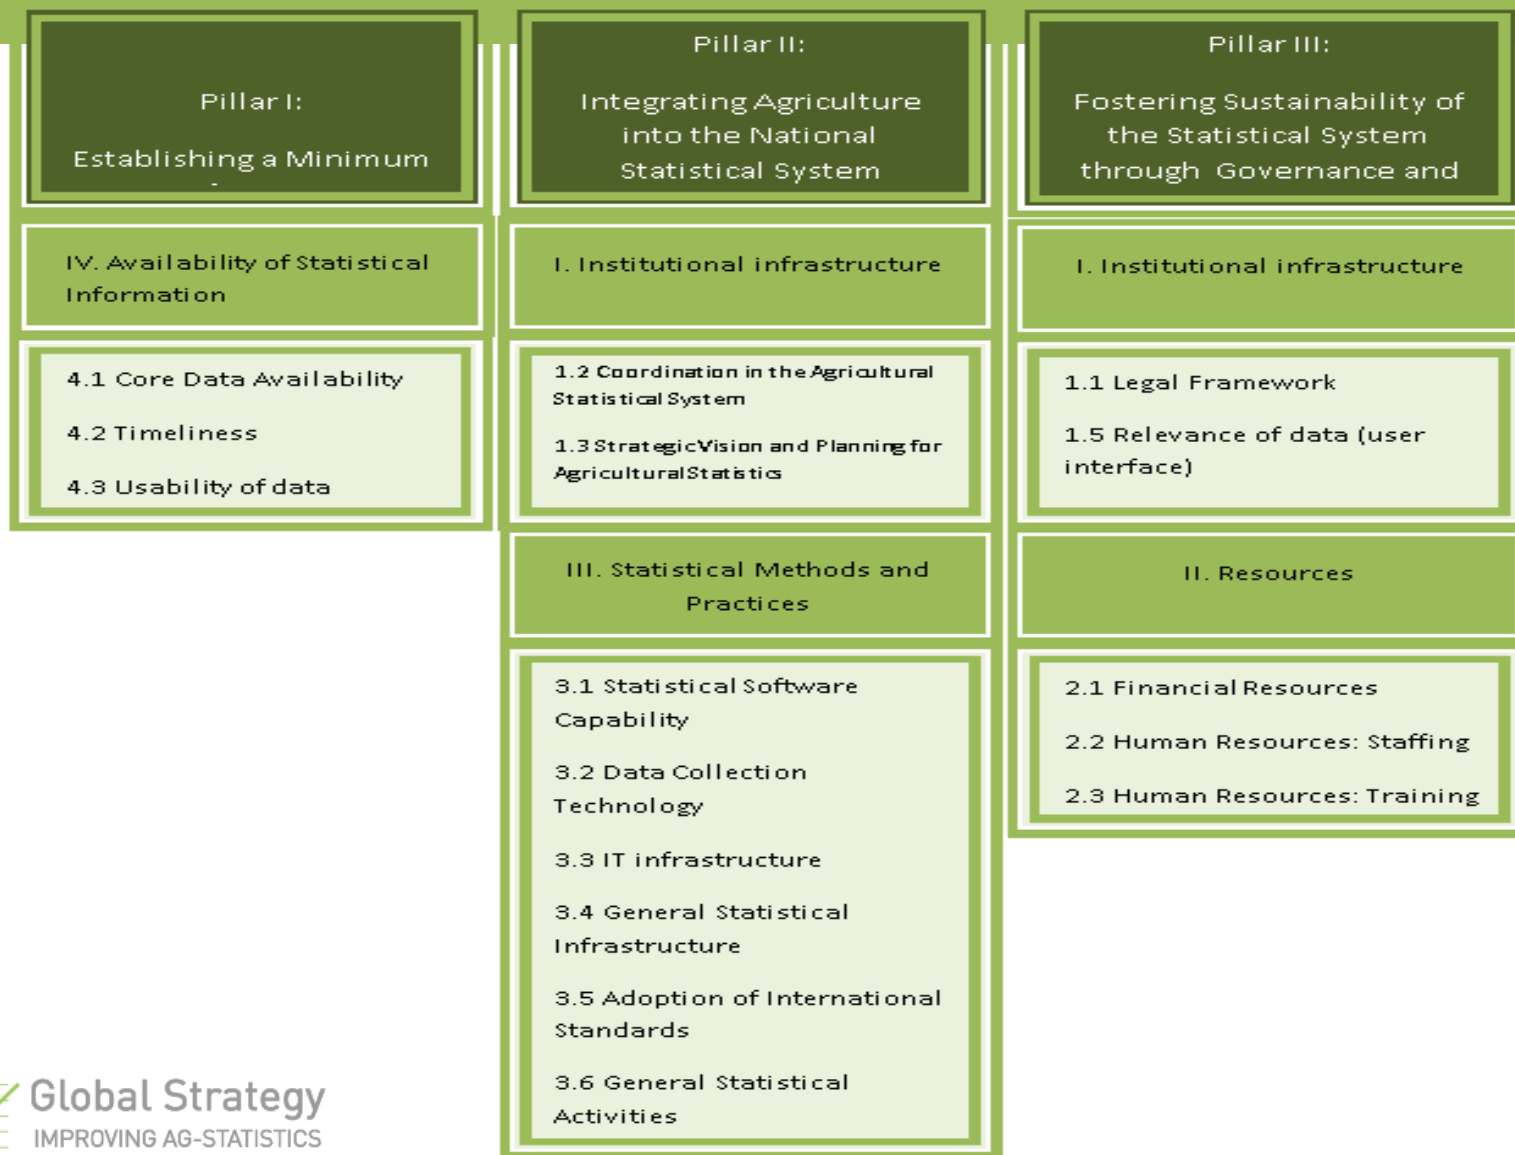 Pillar I:
Establishing a Minimum
Pillar II:
Integrating Agriculture
into the National
Statistical System
Pillar III:
Fostering Sustainability of
the Statistical System
through Governance and
IV. Availability of Statistical
Information
4.1 Core Data Availability
4.2 Timeliness
4.3 Usability of data
I. Institutional infrastructure
1.2 Coordination in the Agricultural
Statistical System
1.3 Strategic Vision and Planning for
Agricultural Statistics
III. Statistical Methods and
Practices
3.1 Statistical Software
Capability
3.2 Data Collection
Technology
3.3 IT infrastructure
3.4 General Statistical
Infrastructure
3.5 Adoption of International
Standards
3.6 General Statistical
Activities
I. Institutional infrastructure
1.1 Legal Framework
1.5 Relevance of data (user
interface)
II. Resources
2.1 Financial Resources
2.2 Human Resources: Staffing
2.3 Human Resources: Training
Global Strategy
IMPROVING AG-STATISTICS